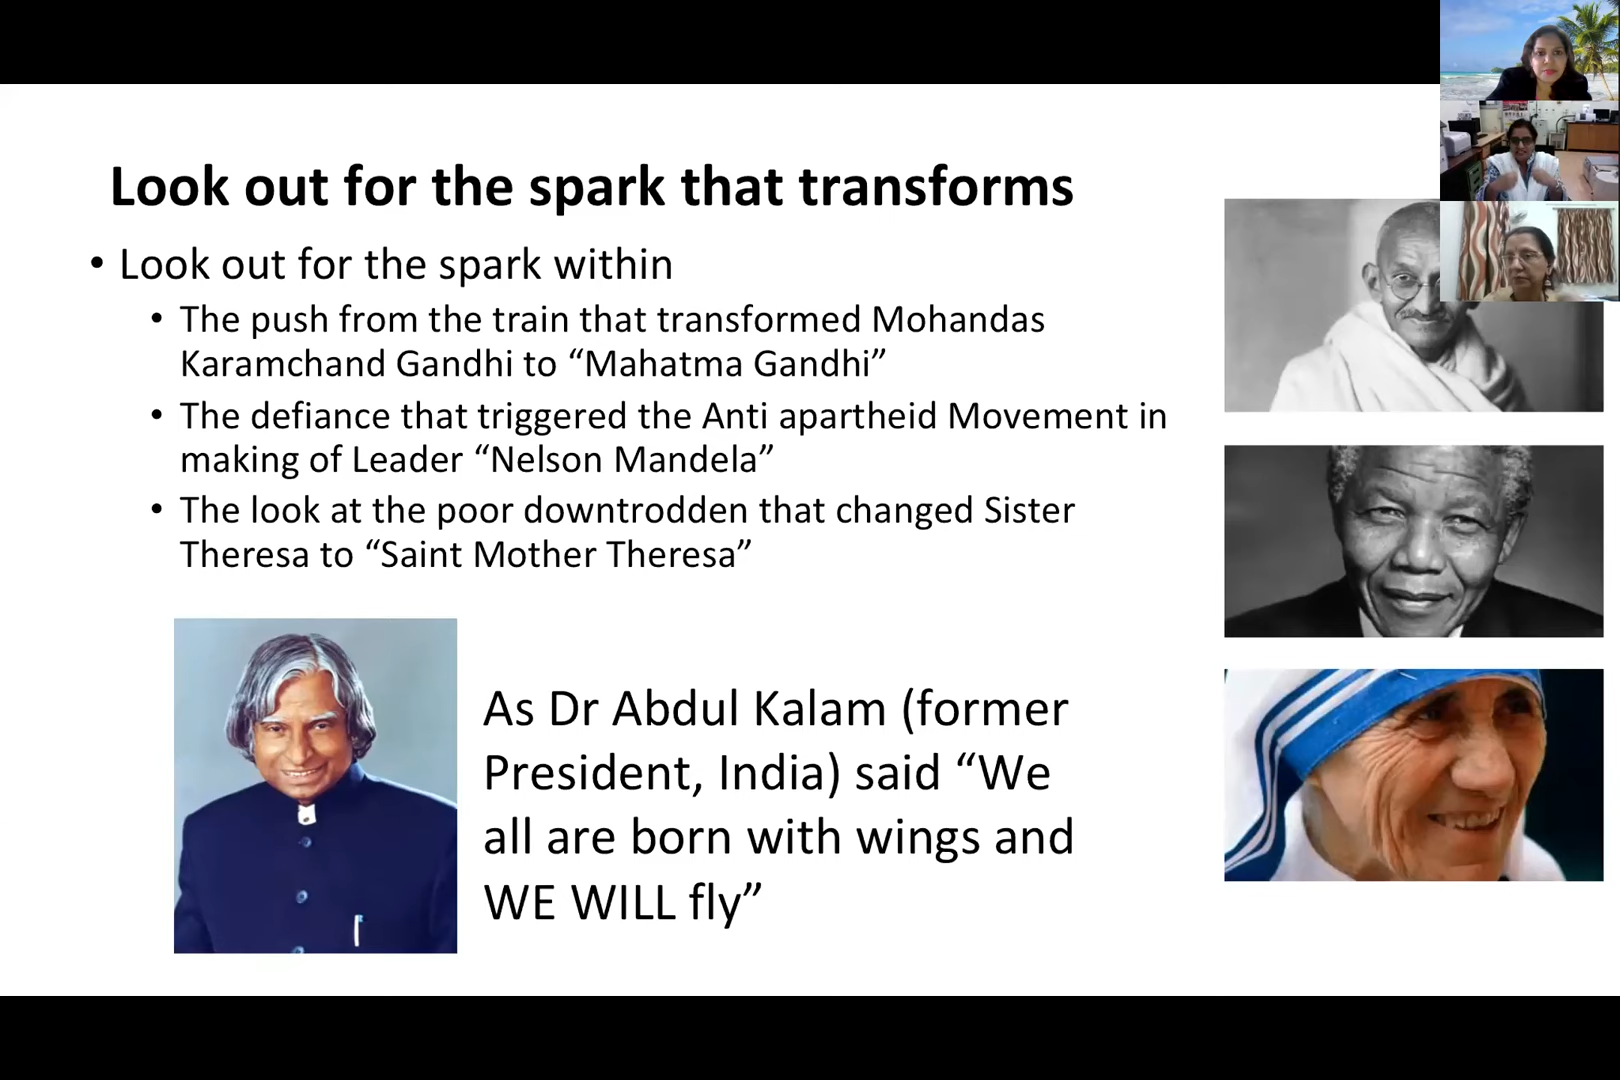 Look out for the spark that transforms
• Look out for the spark within
• The push from the train that transformed Mohandas
Karamchand Gandhi to “Mahatma Gandhi”
• The defiance that triggered the Anti apartheid Movement in
making of Leader “Nelson Mandela”
• The look at the poor downtrodden that changed Sister
Theresa to “Saint Mother Theresa”
As Dr Abdul Kalam (former
President, India) said “We
all are born with wings and
WE WILL fly”